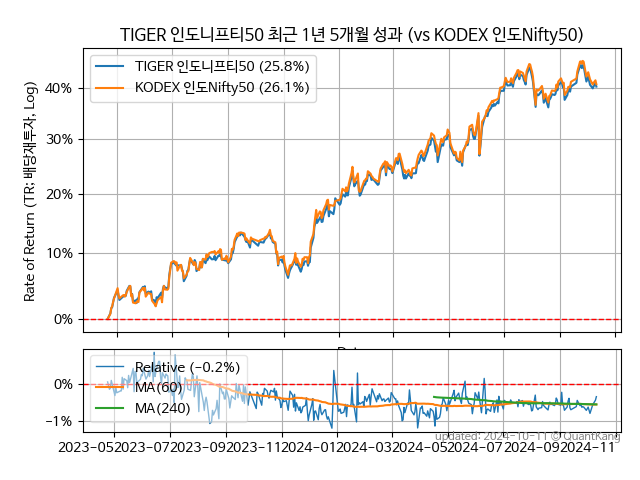 TIGER 인도니프티50 최근 1년 5개월 성과 (vs KODEX 인도Nifty50)
TIGER 인도니프티50 (25.8%)
KODEX 인도Nifty50 (26.1%)
Rate of Return (TR: 배당재투자, Log)
40%
30%
20%
10%
0%
Relative (-0.2%)
MA(60)
MA(240)
0%
-1%
2023-05 2023-07 2023-09 2023-11 2024-01 2024-03 2024-05 2024-07 2024-09 2024-11
updated: 2024-10-11 © QuantKang